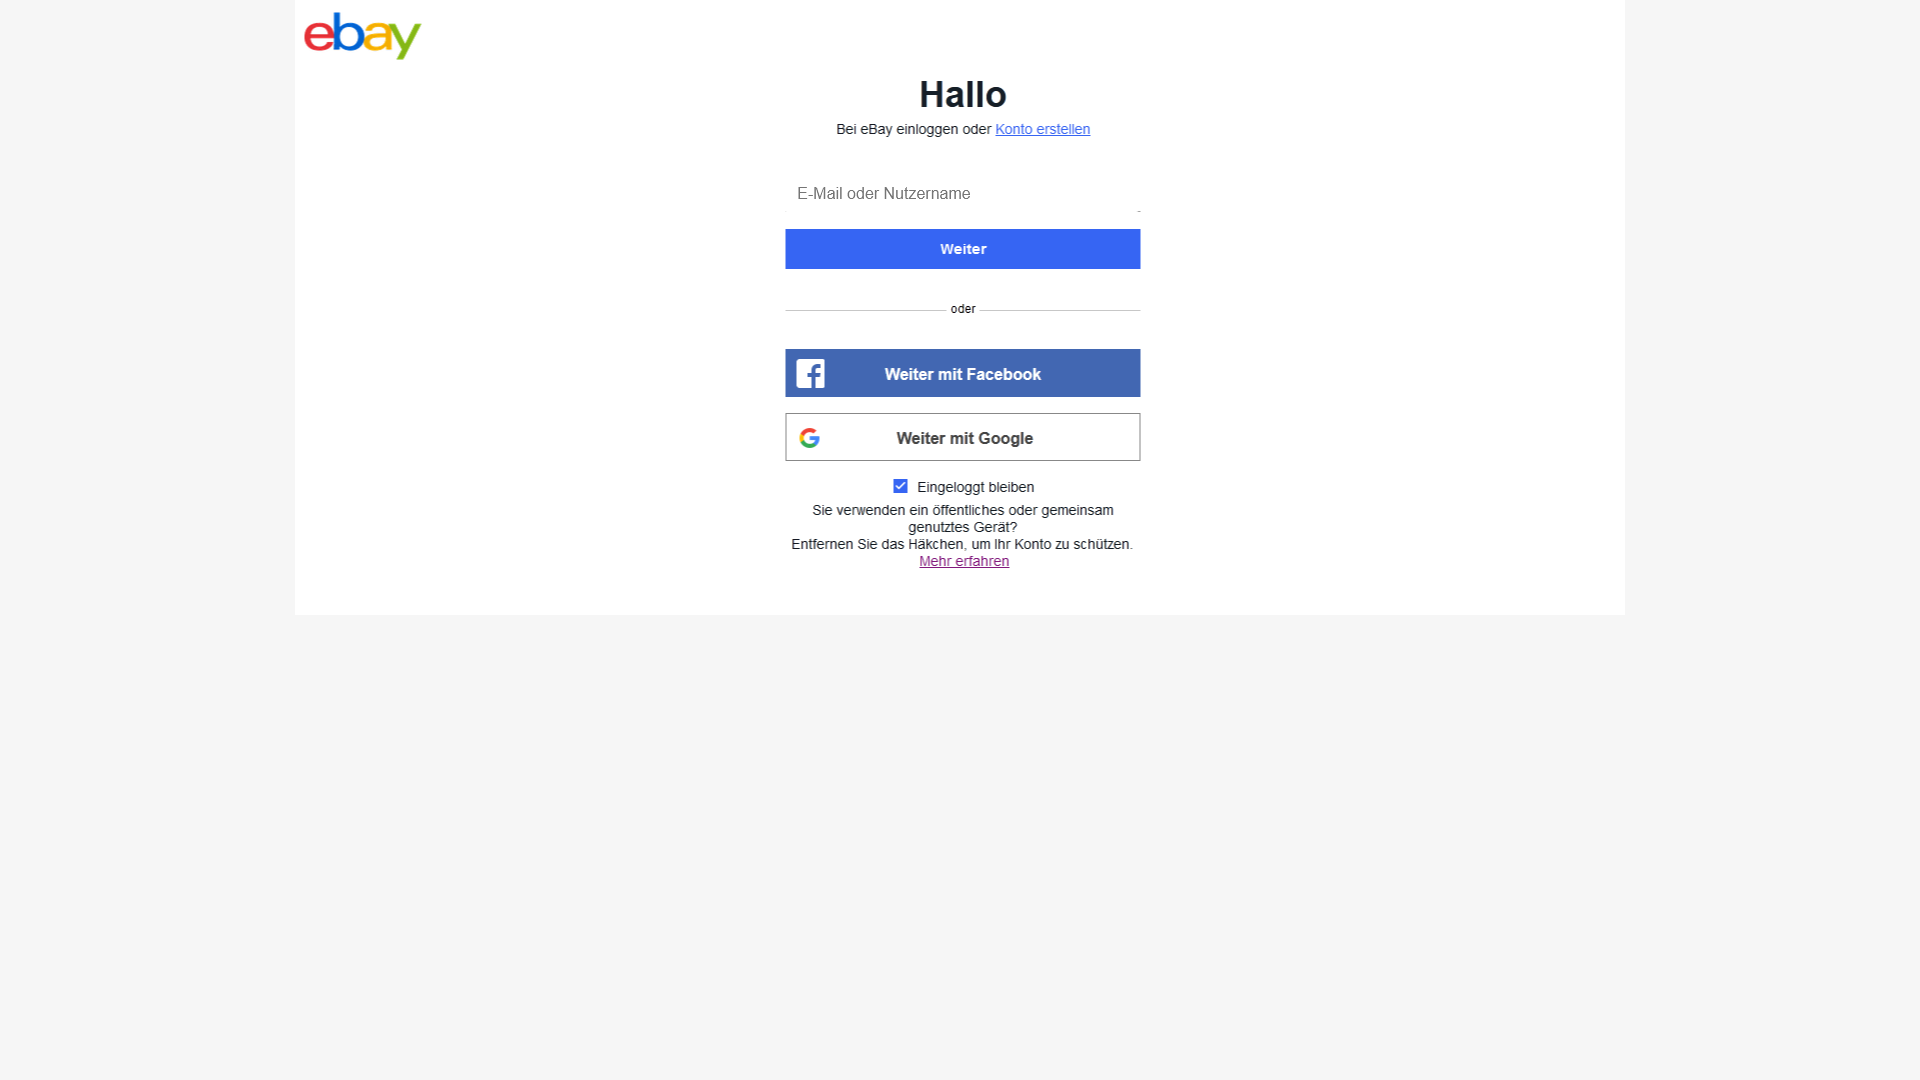 ebay
Hallo
Bei eBay einloggen oder Konto erstellen
E-Mail oder Nutzername
Weiter
oder
Weiter mit Facebook
Weiter mit Google
Eingeloggt bleiben
Sie verwenden ein öffentliches oder gemeinsam
genutztes Gerät?
Entfernen Sie das Häkchen, um Ihr Konto zu schützen.
Mehr erfahren